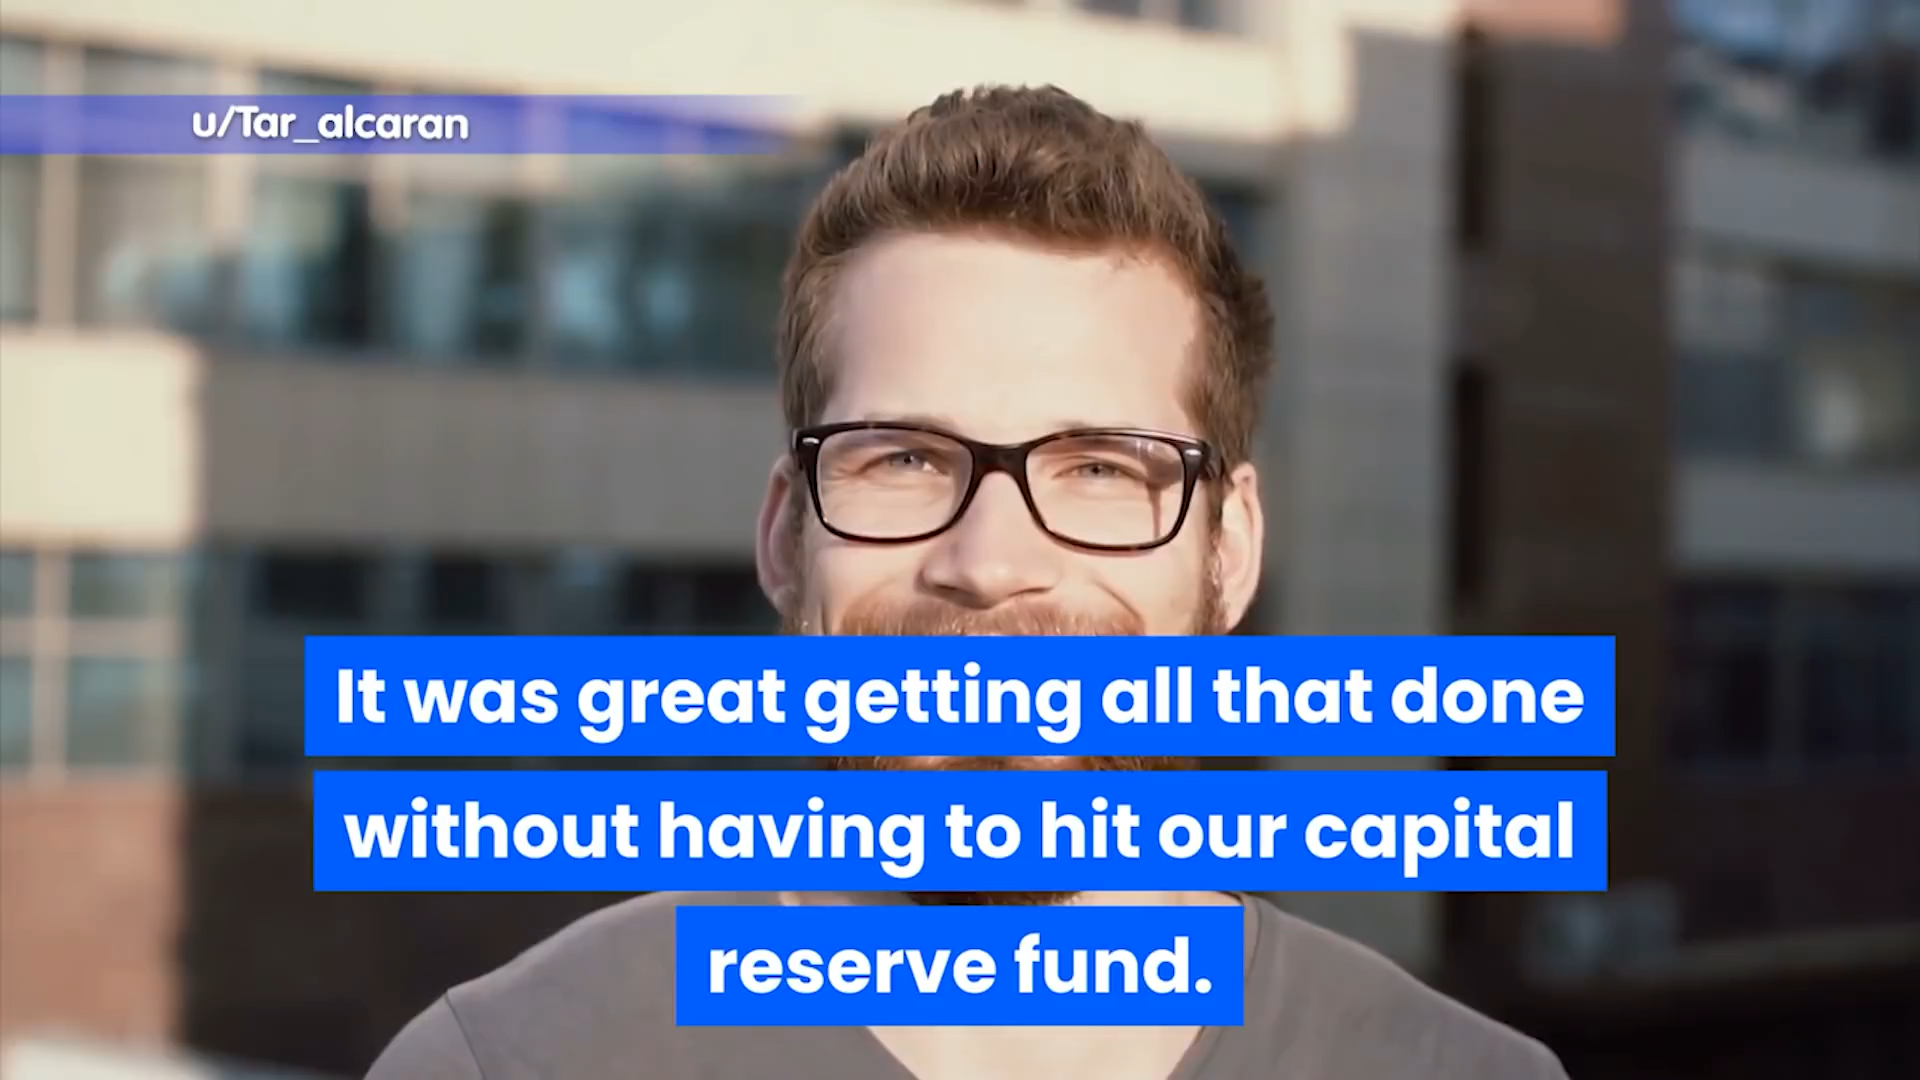 u/Tar_alcaran
It was great getting all that done
without having to hit our capital
reserve fund.